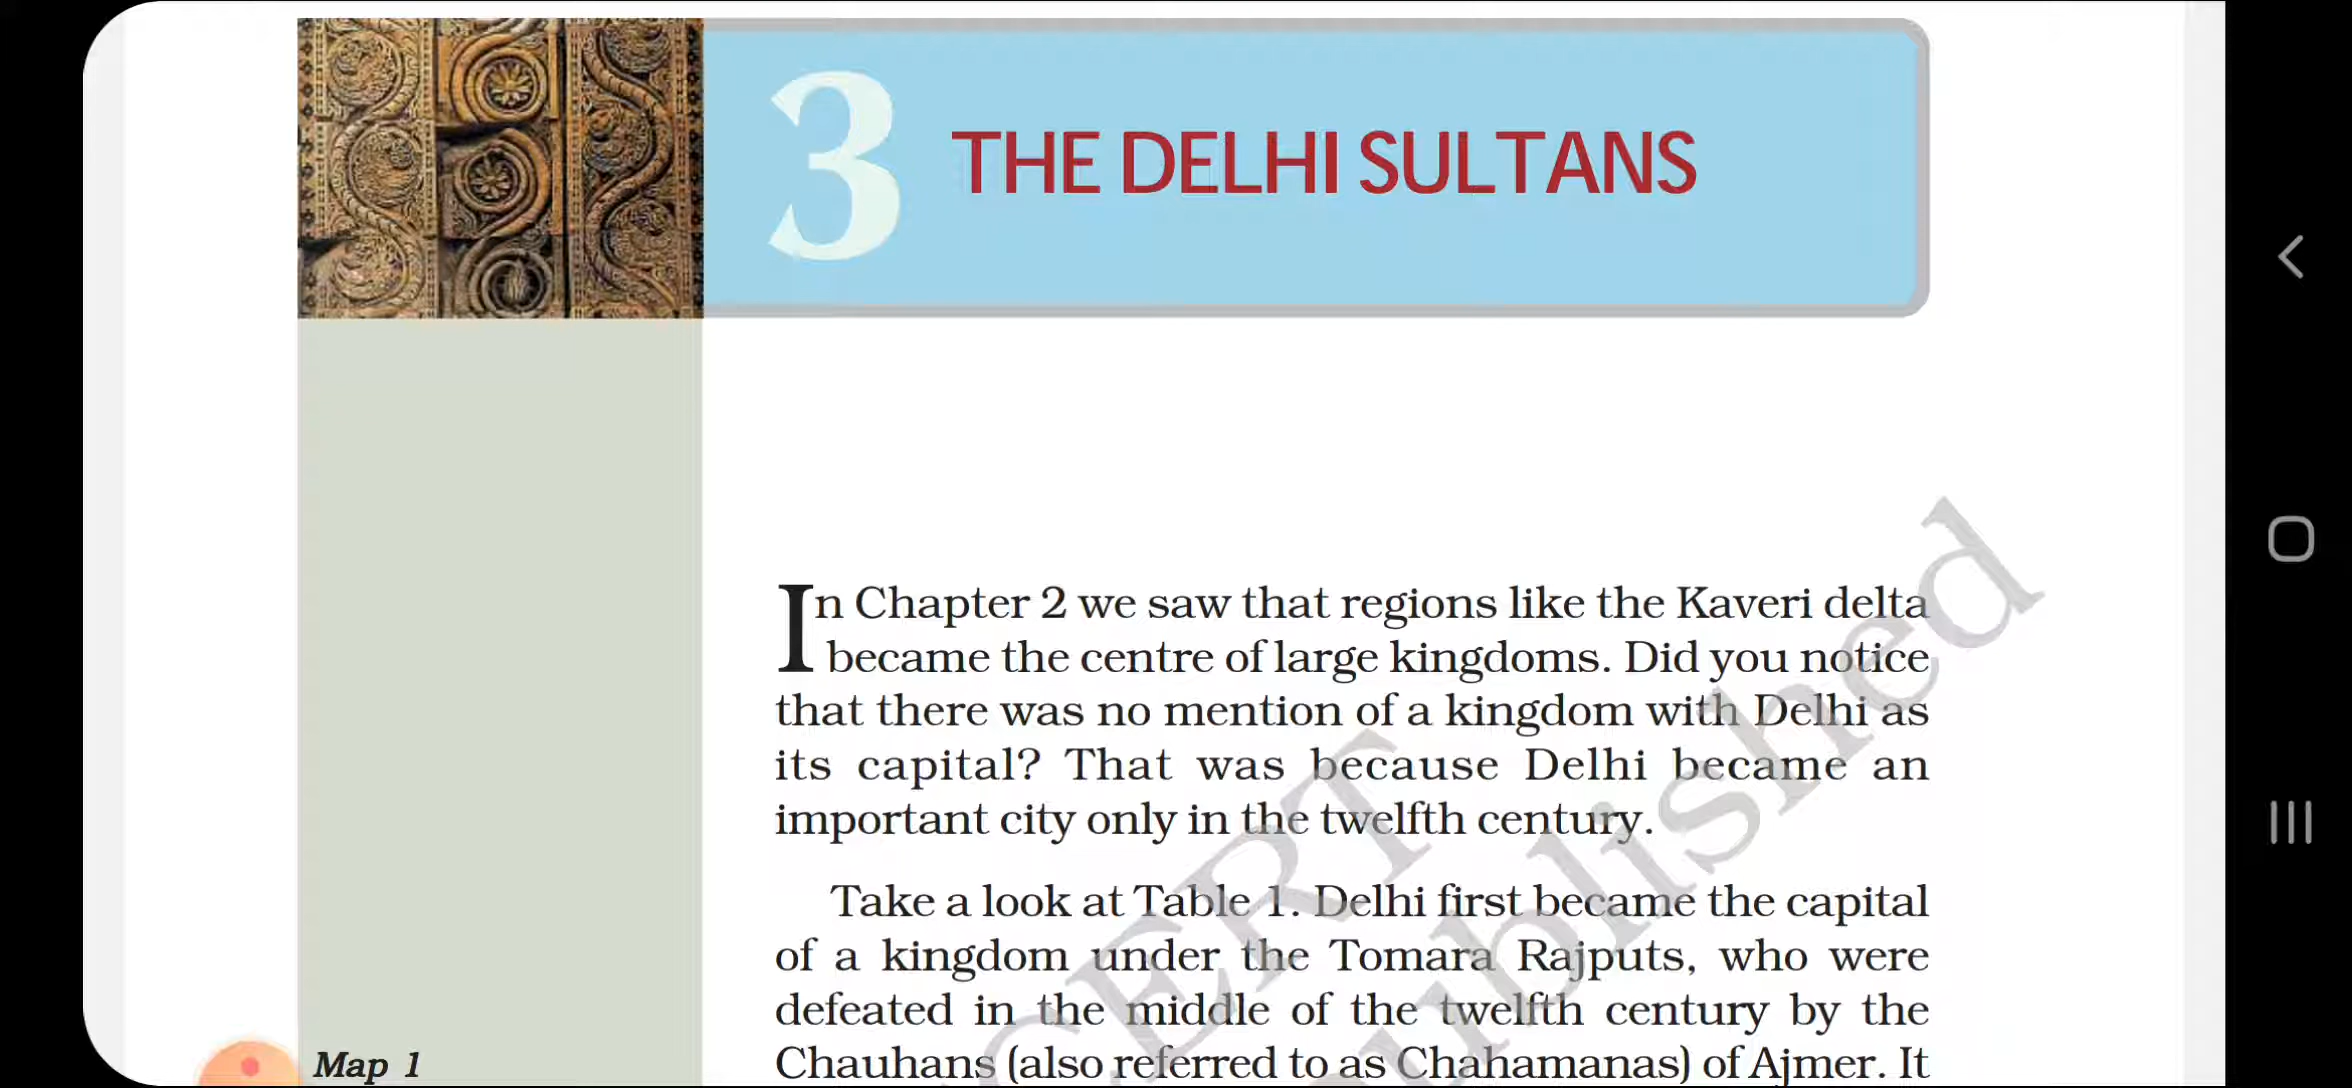 3 THE DELHI SULTANS
In Chapter 2 we saw that regions like the Kaveri delta
became the centre of large kingdoms. Did you notice
that there was no mention of a kingdom with Delhi as
its capital? That was because Delhi became an
important city only in the twelfth century.
Take a look at Table 1. Delhi first became the capital
of a kingdom under the Tomara Rajputs, who were
defeated in the middle of the twelfth century by the
Chauhans (also referred to as Chahamanas) of Ajmer. It
Map 1